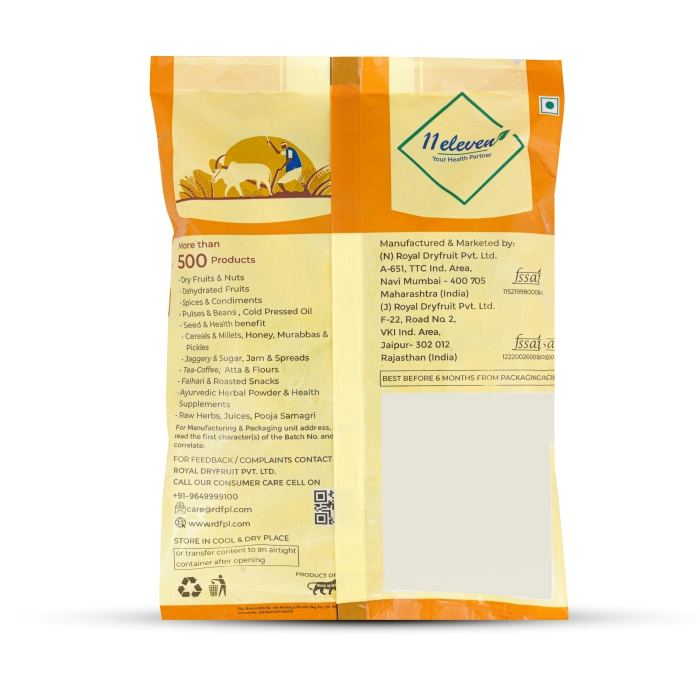 More than
500 Products
•Dry Fruits & Nuts
•Dehydrated Fruits
•Spices & Condiments
•Pulses & Beans , Cold Pressed Oil
• Seed & Health benefit
• Cereals & Millets, Honey, Murabbas &
Pickles
•Jaggery & Sugar, Jam & Spreads
•Tea-Coffee, Atta & Flours
•Falhari & Roasted Snacks
•Ayurvedic Herbal Powder & Health
Supplements
• Raw Herbs, Juices, Pooja Samagri
For Manufacturing & Packaging unit address,
read the first character(s) of the Batch No. and
correlate:
FOR FEEDBACK / COMPLAINTS CONTACT
ROYAL DRYFRUIT PVT. LTD.
CALL OUR CONSUMER CARE CELL ON
+91-9649999100
care@rdfpl.com
www.rdfpl.com
STORE IN COOL & DRY PLACE
or transfer content to an airtight
container after opening
PRODUCT OF
11 eleven
Your Health Partner
Manufactured & Marketed by:
(N) Royal Dryfruit Pvt. Ltd.
A-651, TTC Ind. Area,
Navi Mumbai - 400 705
Maharashtra (India)
fssai
(J) Royal Dryfruit Pvt. Ltd.
F-22, Road No 2,
VKI Ind. Area,
Jaipur- 302 012
Rajasthan (India)
fssai
BEST BEFORE 6 MONTHS FROM PACKAGING